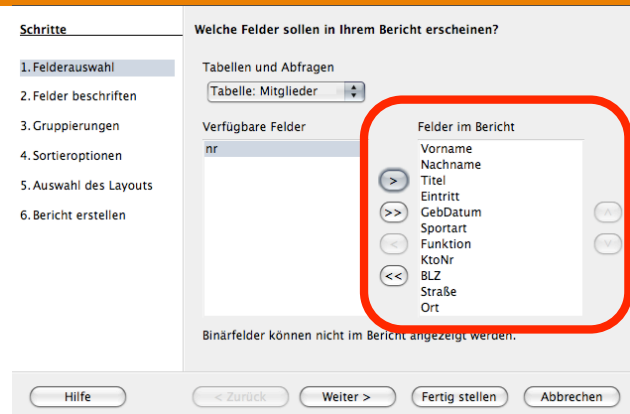 Schritte
1. Felderauswahl
2. Felder beschriften
3. Gruppierungen
4. Sortieroptionen
5. Auswahl des Layouts
6. Bericht erstellen
Welche Felder sollen in Ihrem Bericht erscheinen?
Tabellen und Abfragen
Tabelle: Mitglieder
Verfügbare Felder
nr
>
>>
<
<<
Felder im Bericht
Vorname
Nachname
Titel
Eintritt
GebDatum
Sportart
Funktion
KtoNr
BLZ
Straße
Ort
Binärfelder können nicht im Bericht angezeigt werden.
Hilfe
< Zurück
Weiter >
Fertig stellen
Abbrechen